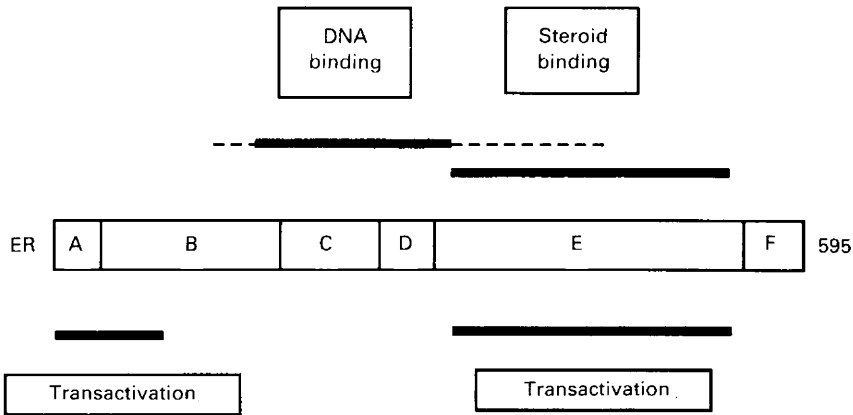 DNA
binding
Steroid
binding
ER A B C D E F 595
Transactivation
Transactivation